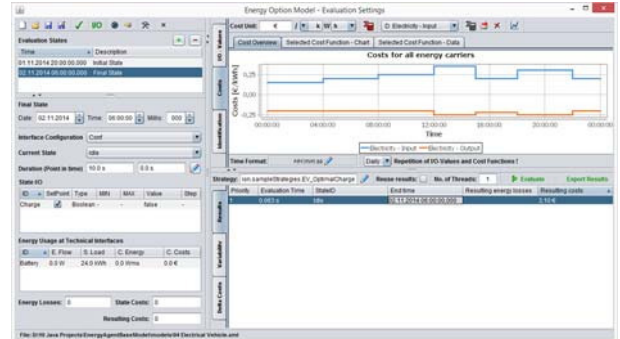 Energy Option Model - Evaluation Settings
I/O
Evaluation States
Time
Description
01.11.2014 20:00:00.000 Initial State
02.11.2014 06:00:00.000 Final State
Final State
Date: 02.11.2014 Time: 06:00:00 Millis: 000
Interface Configuration Conf
Current State Idle
Duration (Point in time) 10.0 s 0.0 s
State I/O
ID SetPoint Type MIN MAX Value Step
Charge Boolean - - false -
Energy Usage at Technical Interfaces
ID E. Flow S. Load C. Energy C. Costs
Battery 0.0 W 24.0 kWh 0.0 Wms 0.0 €
Energy Losses: 0 State Costs: 0
Resulting Costs: 0
I/O - Values
Costs
Identification
Cost Unit: € / k W, h
Electricity - Input
Cost Overview Selected Cost Function - Chart Selected Cost Function - Data
Costs for all energy carriers
Costs [€/kWh]
0,25
0,00
-0,25
00:00:00 04:00:00 08:00:00 12:00:00 16:00:00 20:00:00 00:00:00
Time
Electricity - Input Electricity - Output
Time Format: Daily Repetition of I/O-Values and Cost Functions!
Strategy: ion.sampleStrategies.EV_OptimalCharge Reuse results: No. of Threads: 1 Evaluate Export Results
Results
Variability
Delta Costs
Priority Evaluation Time StateID End time Resulting energy losses Resulting costs
1 0.083 s Idle 02.11.2014 06:00:00.000 3.10 €